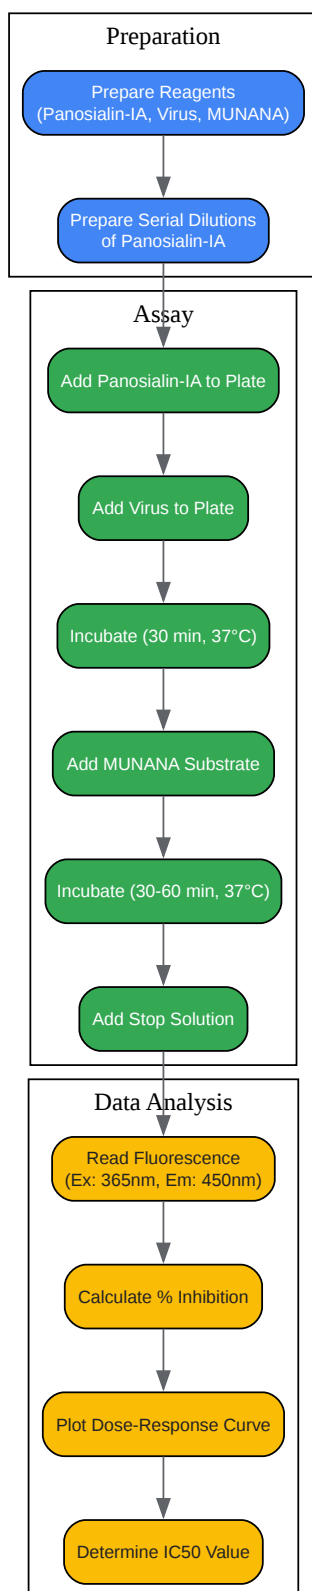 Preparation
Prepare Reagents
(Panosialin-IA, Virus, MUNANA)
Prepare Serial Dilutions
of Panosialin-IA
Assay
Add Panosialin-IA to Plate
Add Virus to Plate
Incubate (30 min, 37°C)
Add MUNANA Substrate
Incubate (30-60 min, 37°C)
Add Stop Solution
Data Analysis
Read Fluorescence
(Ex: 365nm, Em: 450nm)
Calculate % Inhibition
Plot Dose-Response Curve
Determine IC50 Value